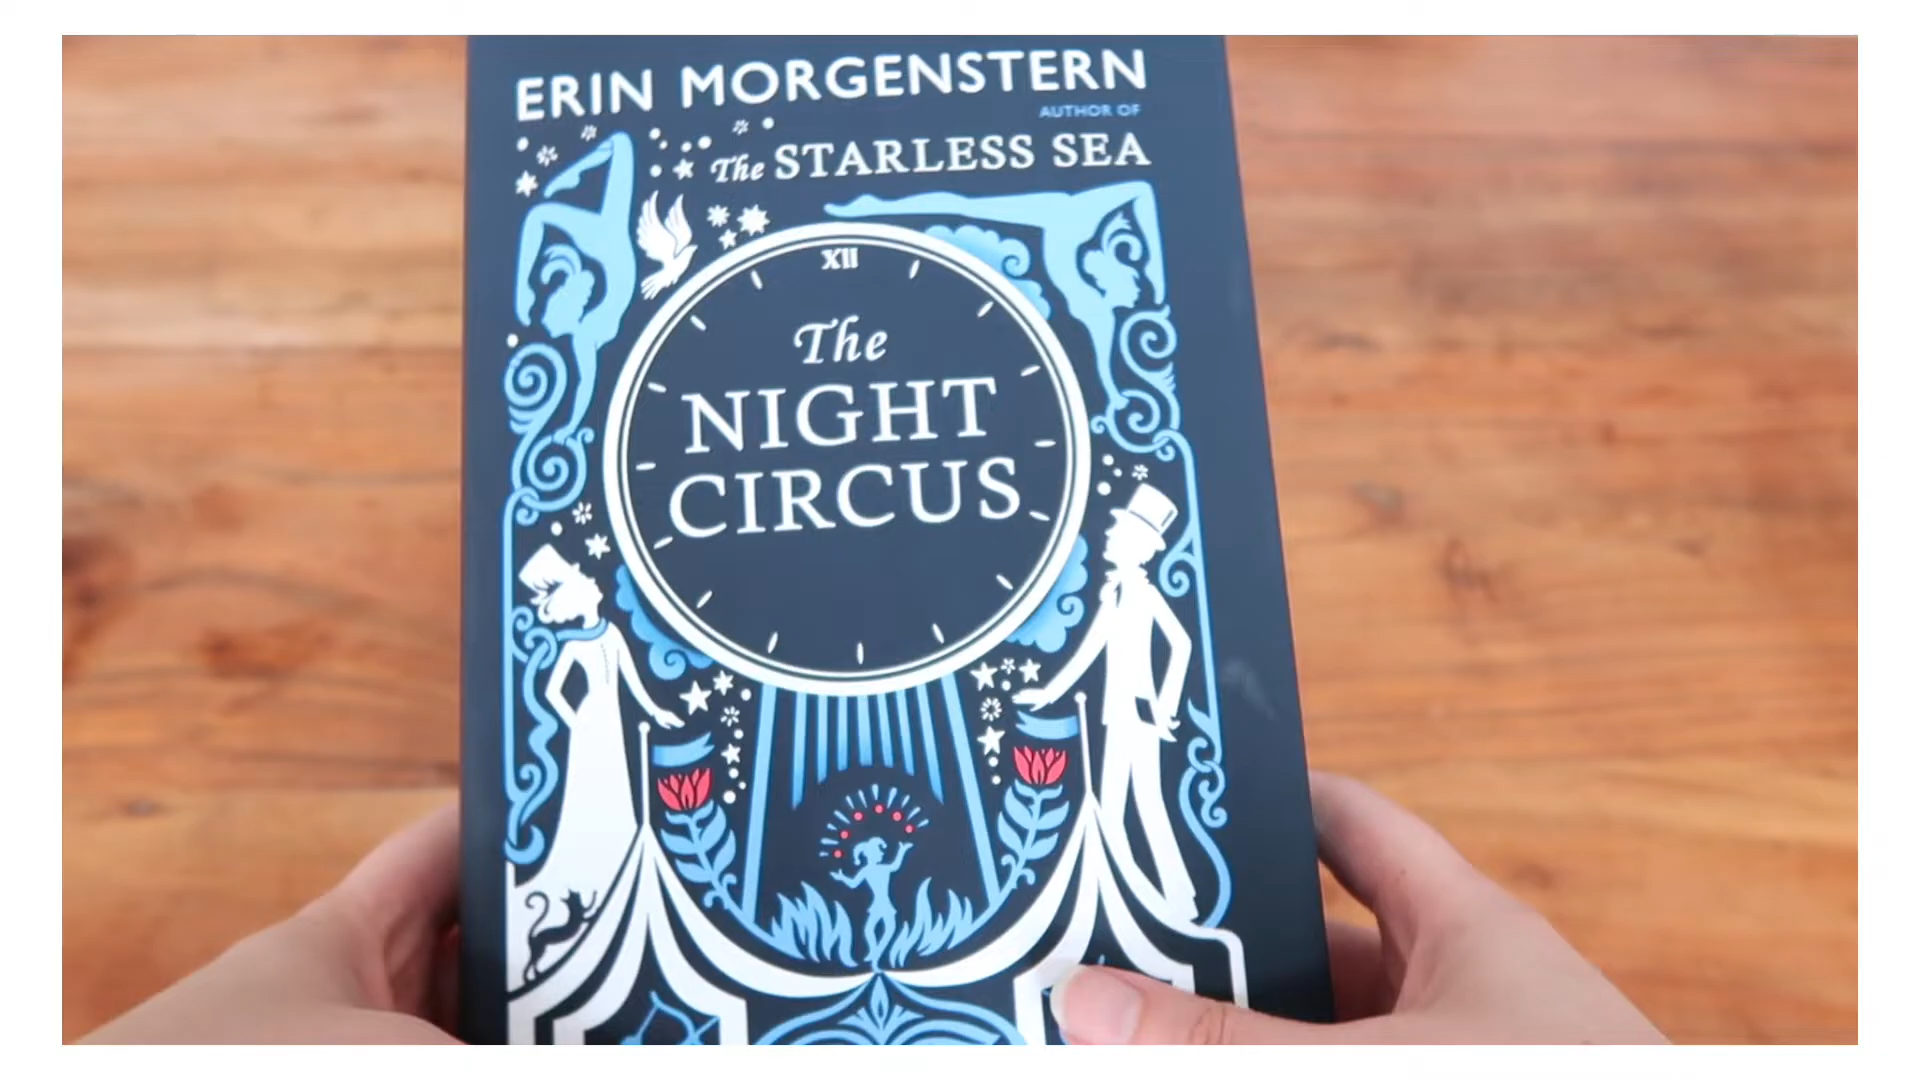 ERIN MORGENSTERN
AUTHOR OF
The STARLESS SEA
XII
The
NIGHT
CIRCUS